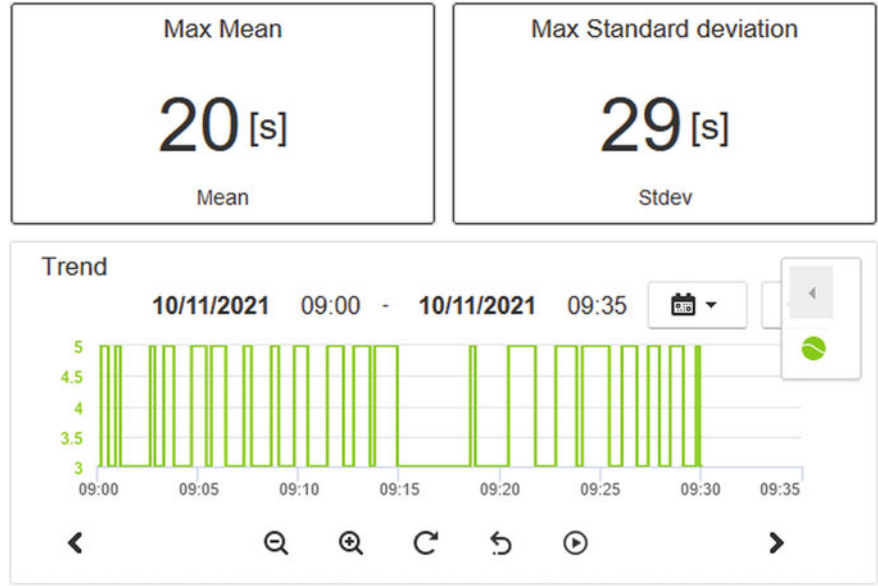 Max Mean
20 [s]
Mean
Max Standard deviation
29 [s]
Stdev
Trend
10/11/2021 09:00 - 10/11/2021 09:35
5
4.5
4
3.5
3
09:00 09:05 09:10 09:15 09:20 09:25 09:30 09:35